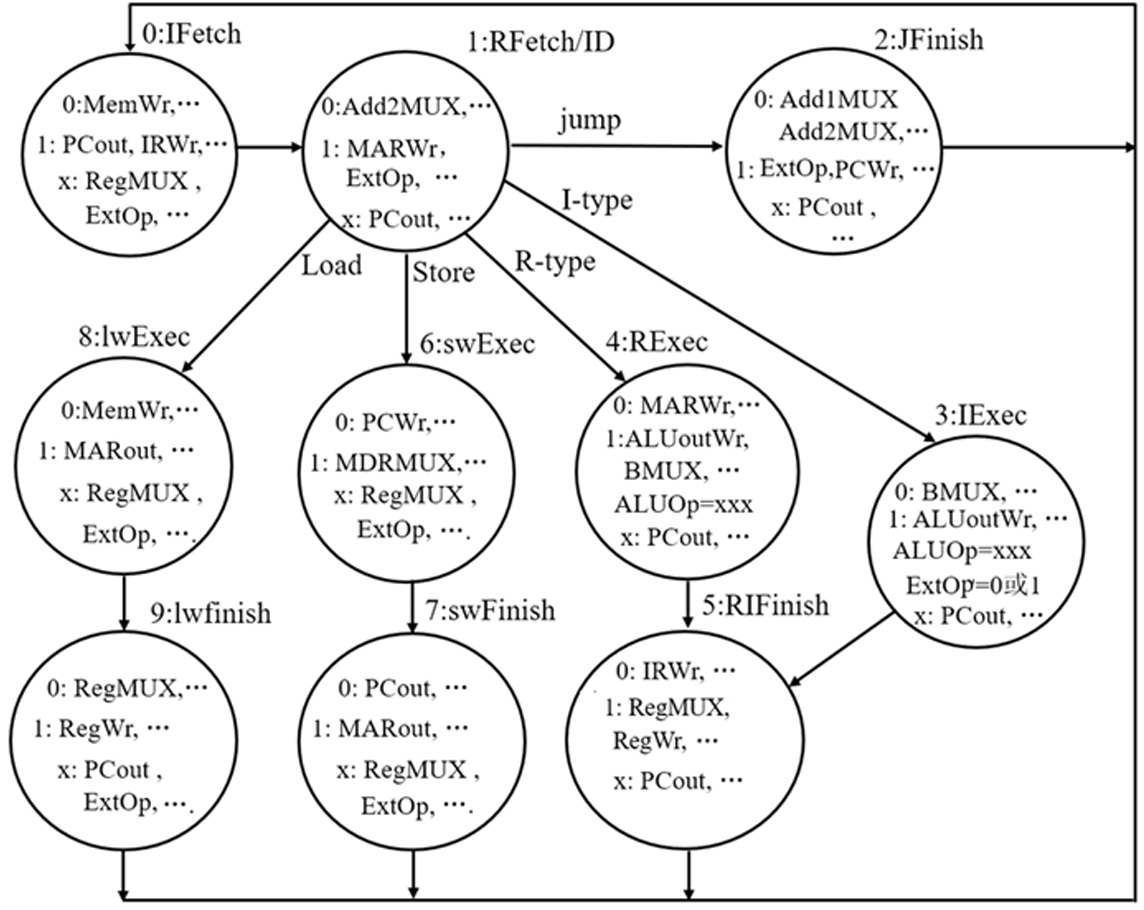 0:IFetch
1:RFetch/ID
2:JFinish
0:MemWr,⋯
1: PCout, IRWr,⋯
x: RegMUX ,
ExtOp, ⋯
0:Add2MUX,⋯
1: MARWr,
ExtOp, ⋯
x: PCout, ⋯
jump
0: Add1MUX
Add2MUX,⋯
1: ExtOp,PCWr, ⋯
x: PCout ,
⋯
I-type
R-type
Store
Load
8:lwExec
0:MemWr,⋯
1: MARout, ⋯
x: RegMUX ,
ExtOp, ⋯.
6:swExec
0: PCWr,⋯
1: MDRMUX,⋯
x: RegMUX ,
ExtOp, ⋯.
4:RExec
0: MARWr,⋯
1:ALUoutWr,
BMUX, ⋯
ALUOp=xxx
x: PCout, ⋯
3:IExec
0: BMUX, ⋯
1: ALUoutWr, ⋯
ALUOp=xxx
ExtOp=0或1
x: PCout, ⋯
9:lwfinish
0: RegMUX,⋯
1: RegWr, ⋯
x: PCout ,
ExtOp, ⋯.
7:swFinish
0: PCout, ⋯
1: MARout, ⋯
x: RegMUX ,
ExtOp, ⋯.
5:RIFinish
0: IRWr, ⋯
1: RegMUX,
RegWr, ⋯
x: PCout, ⋯